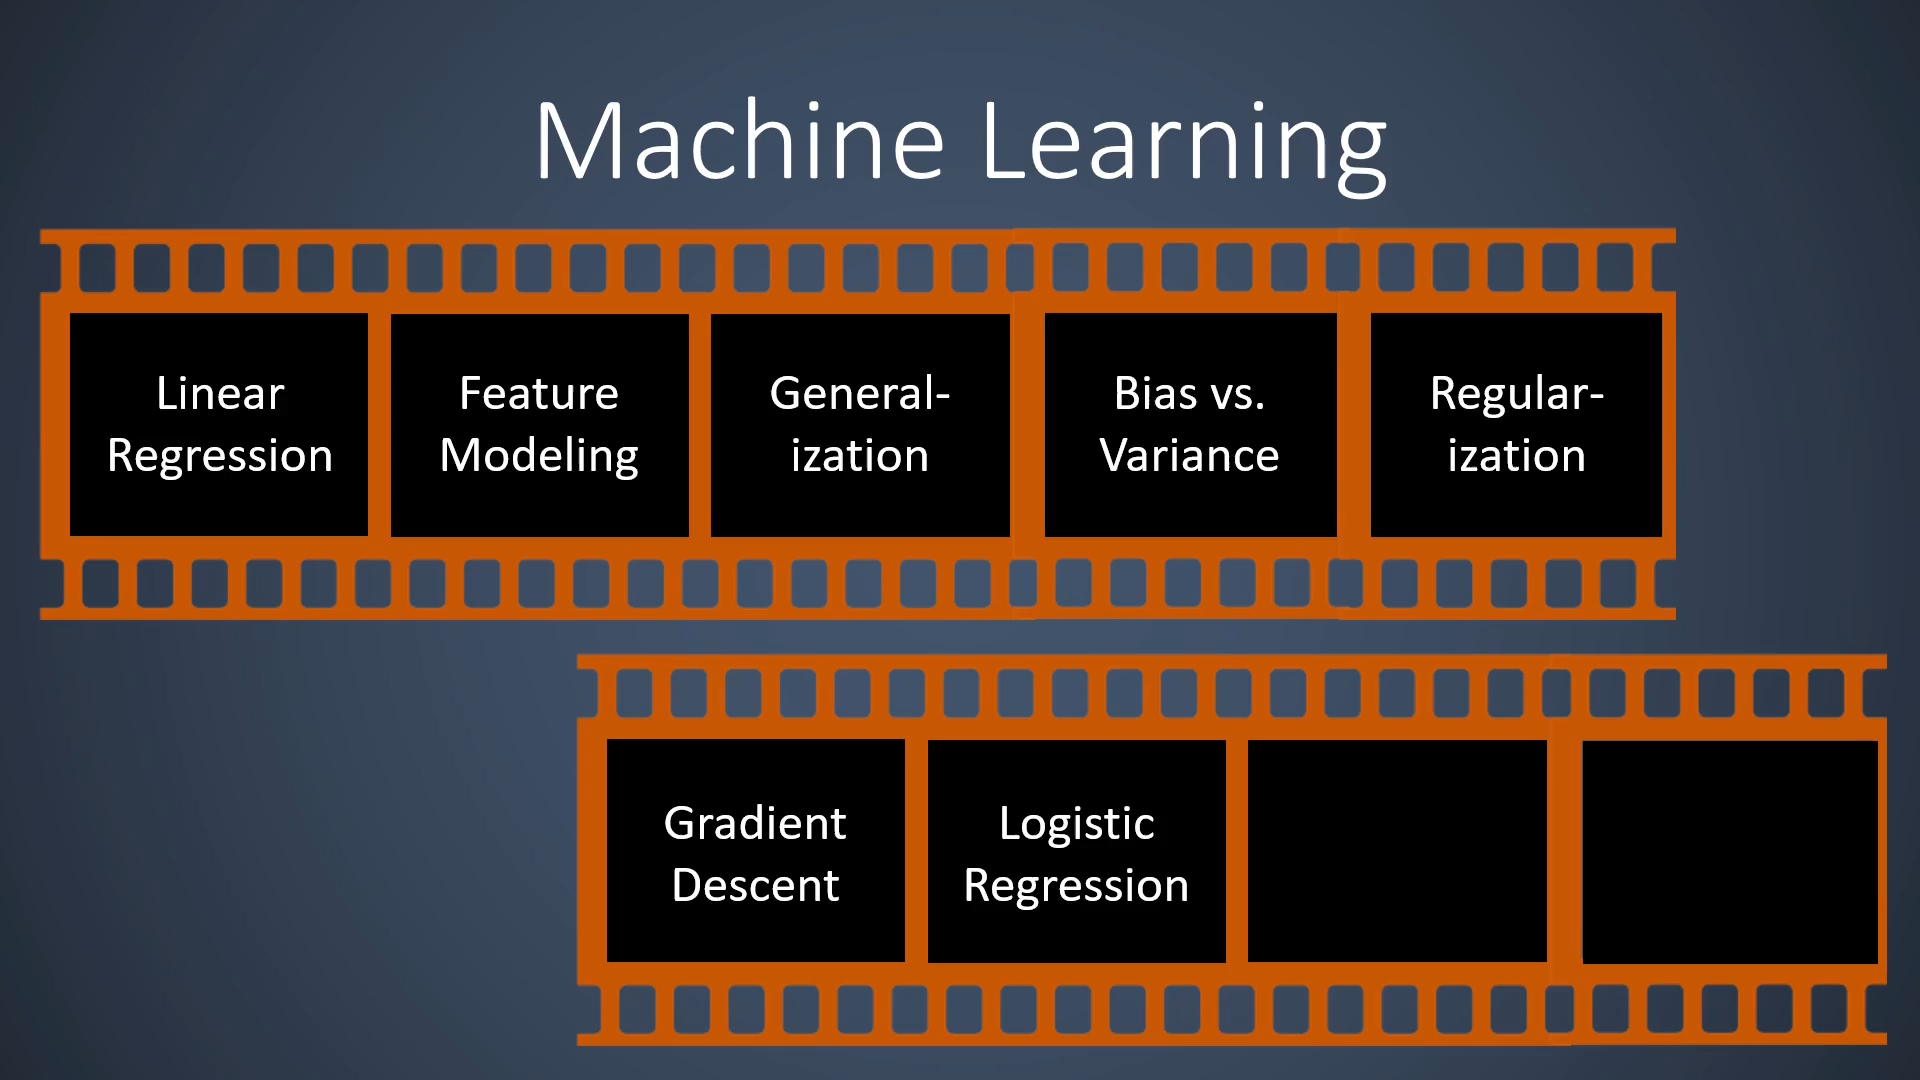 Machine Learning
Linear
Regression
Feature
Modeling
General-
ization
Bias vs.
Variance
Regular-
ization
Gradient
Descent
Logistic
Regression